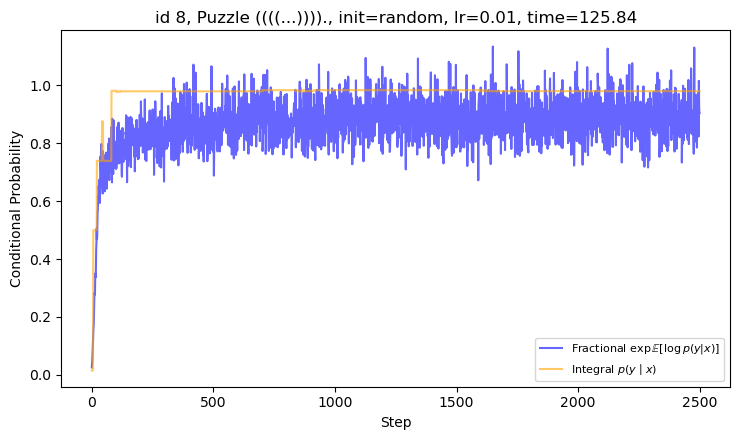 id 8, Puzzle ((((...))))., init=random, lr=0.01, time=125.84
Conditional Probability
1.0
0.8
0.6
0.4
0.2
0.0
0 500 1000 1500 2000 2500
Step
Fractional exp𝔼[log p(y|x)]
Integral p(y | x)